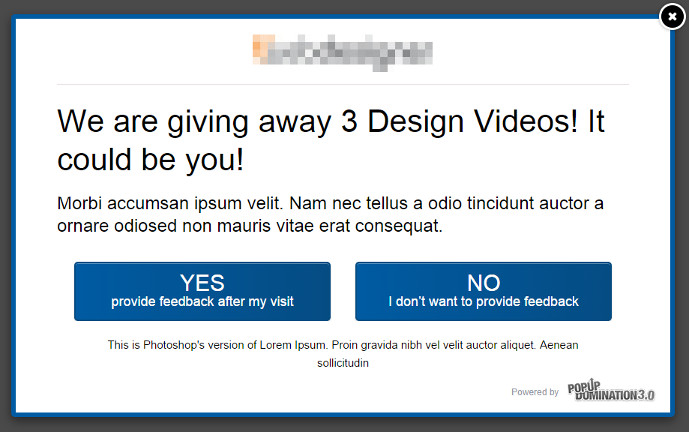 We are giving away 3 Design Videos! It
could be you!
Morbi accumsan ipsum velit. Nam nec tellus a odio tincidunt auctor a
ornare odiosed non mauris vitae erat consequat.
YES
provide feedback after my visit
NO
I don't want to provide feedback
This is Photoshop's version of Lorem Ipsum. Proin gravida nibh vel velit auctor aliquet. Aenean
sollicitudin
Powered by
POPUP
DOMINATION3.0